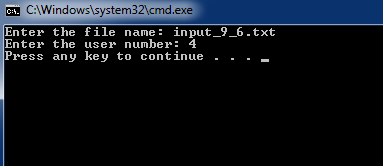 C:\Windows\system32\cmd.exe
Enter the file name: input_9_6.txt
Enter the user number: 4
Press any key to continue . . .